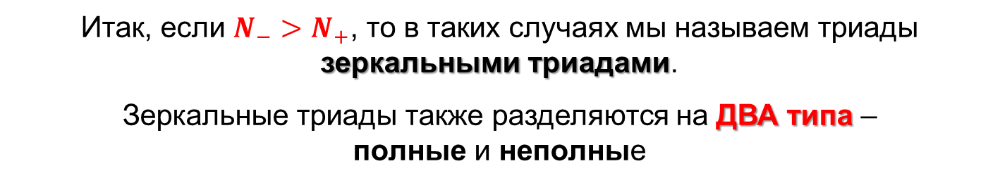 Итак, если N₋ > N₊, то в таких случаях мы называем триады
зеркальными триадами.
Зеркальные триады также разделяются на ДВА типа –
полные и неполные